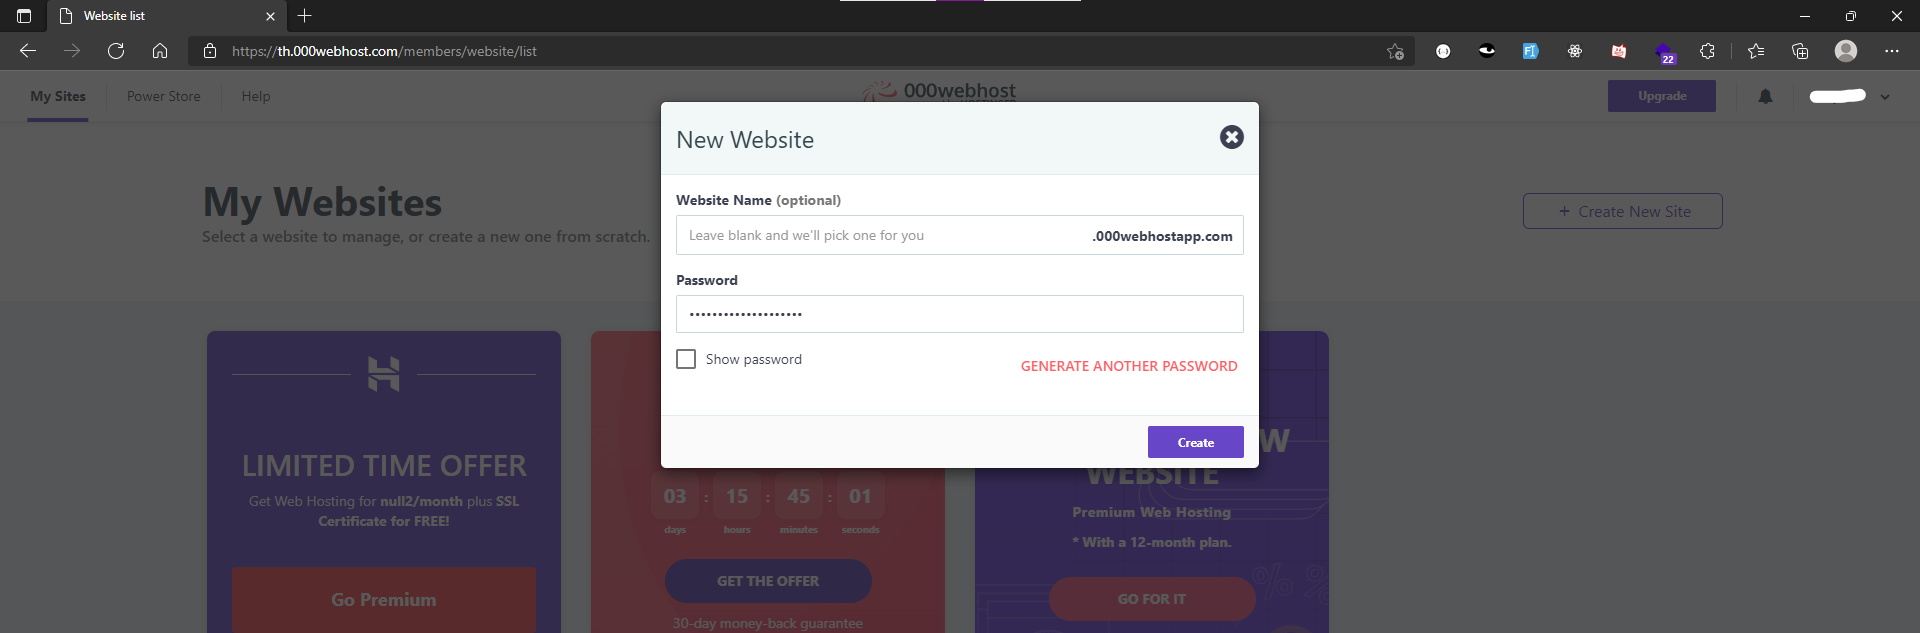 Website list
https://th.000webhost.com/members/website/list
22
My Sites
Power Store
Help
000webhost
Upgrade
My Websites
Select a website to manage, or create a new one from scratch.
+ Create New Site
New Website
Website Name (optional)
Leave blank and we'll pick one for you
.000webhostapp.com
Password
••••••••••••••••••••
Show password
GENERATE ANOTHER PASSWORD
Create
LIMITED TIME OFFER
Get Web Hosting for null2/month plus SSL
Certificate for FREE!
Go Premium
03 : 15 : 45 : 01
days hours minutes seconds
GET THE OFFER
30-day money-back guarantee
W
WEBSITE
Premium Web Hosting
* With a 12-month plan.
GO FOR IT